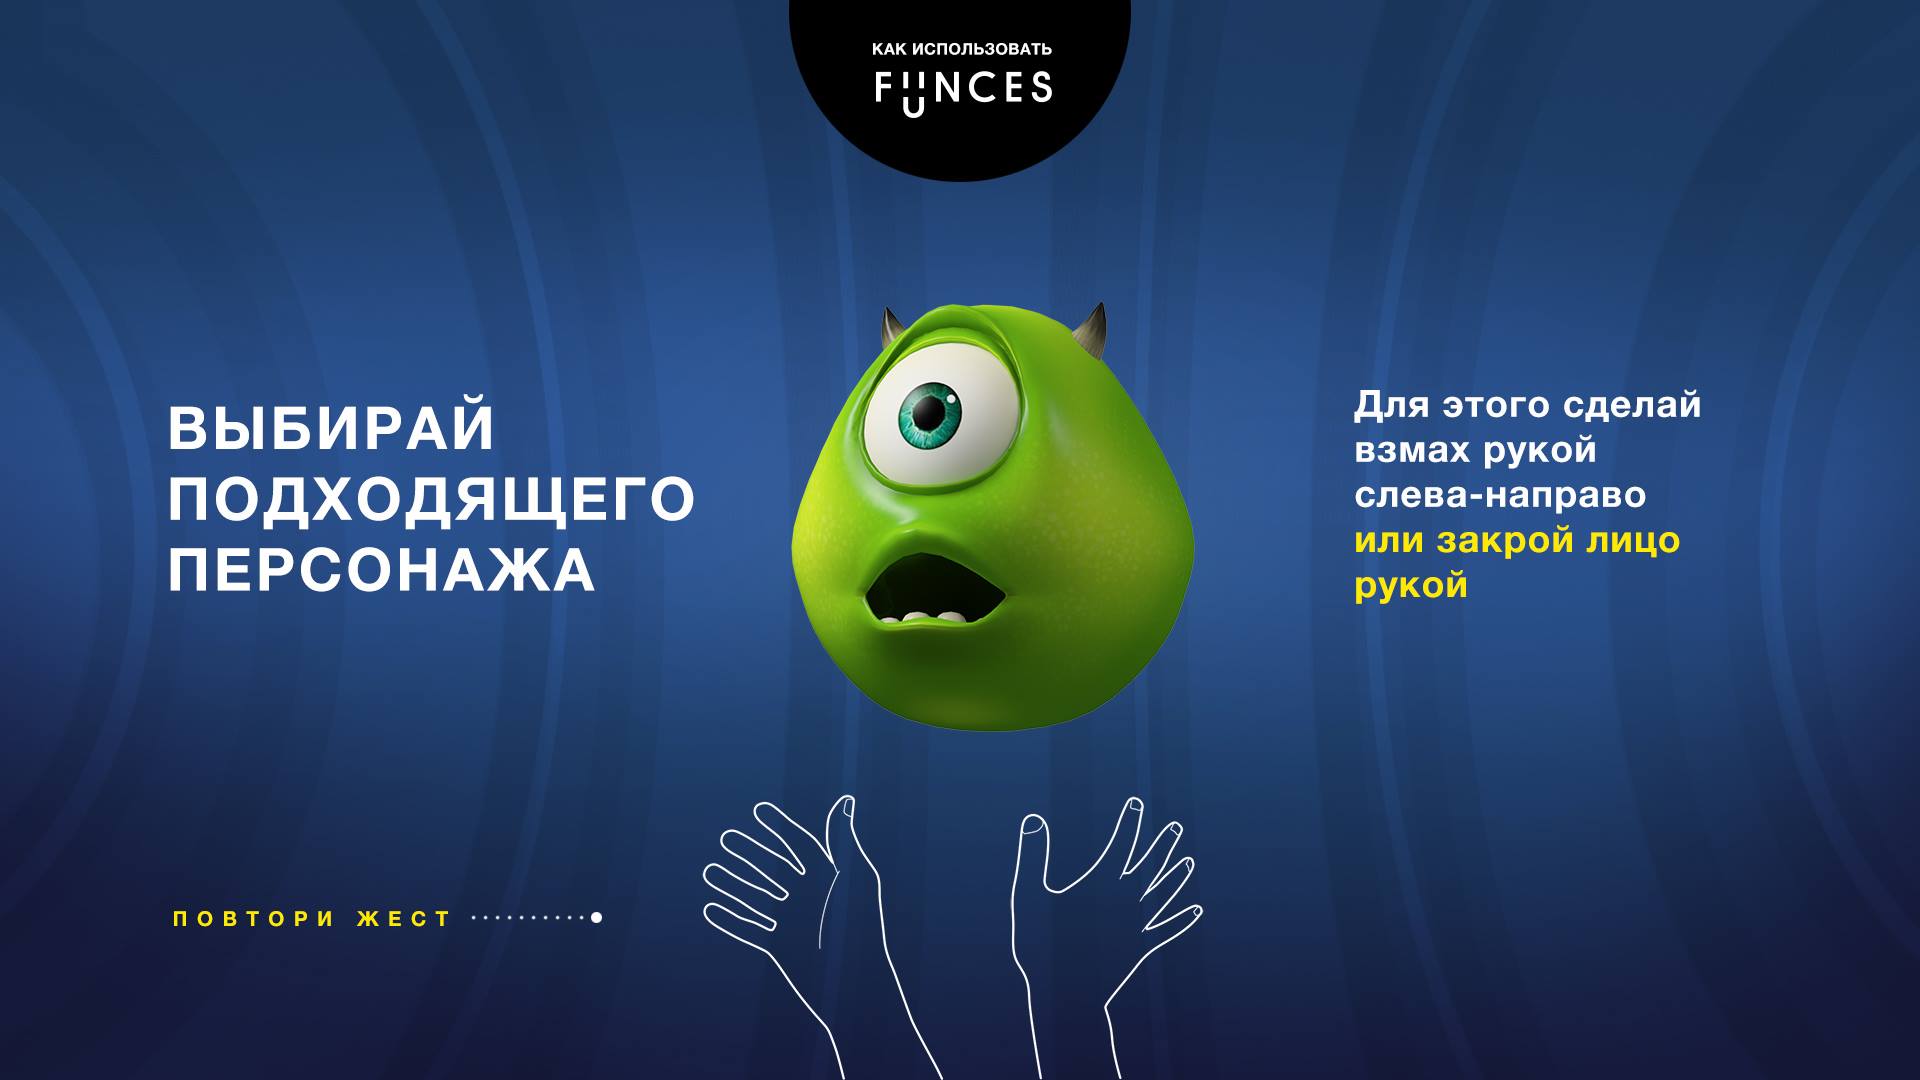 КАК ИСПОЛЬЗОВАТЬ
FUNCES
ВЫБИРАЙ
ПОДХОДЯЩЕГО
ПЕРСОНАЖА
Для этого сделай
взмах рукой
слева-направо
или закрой лицо
рукой
ПОВТОРИ ЖЕСТ